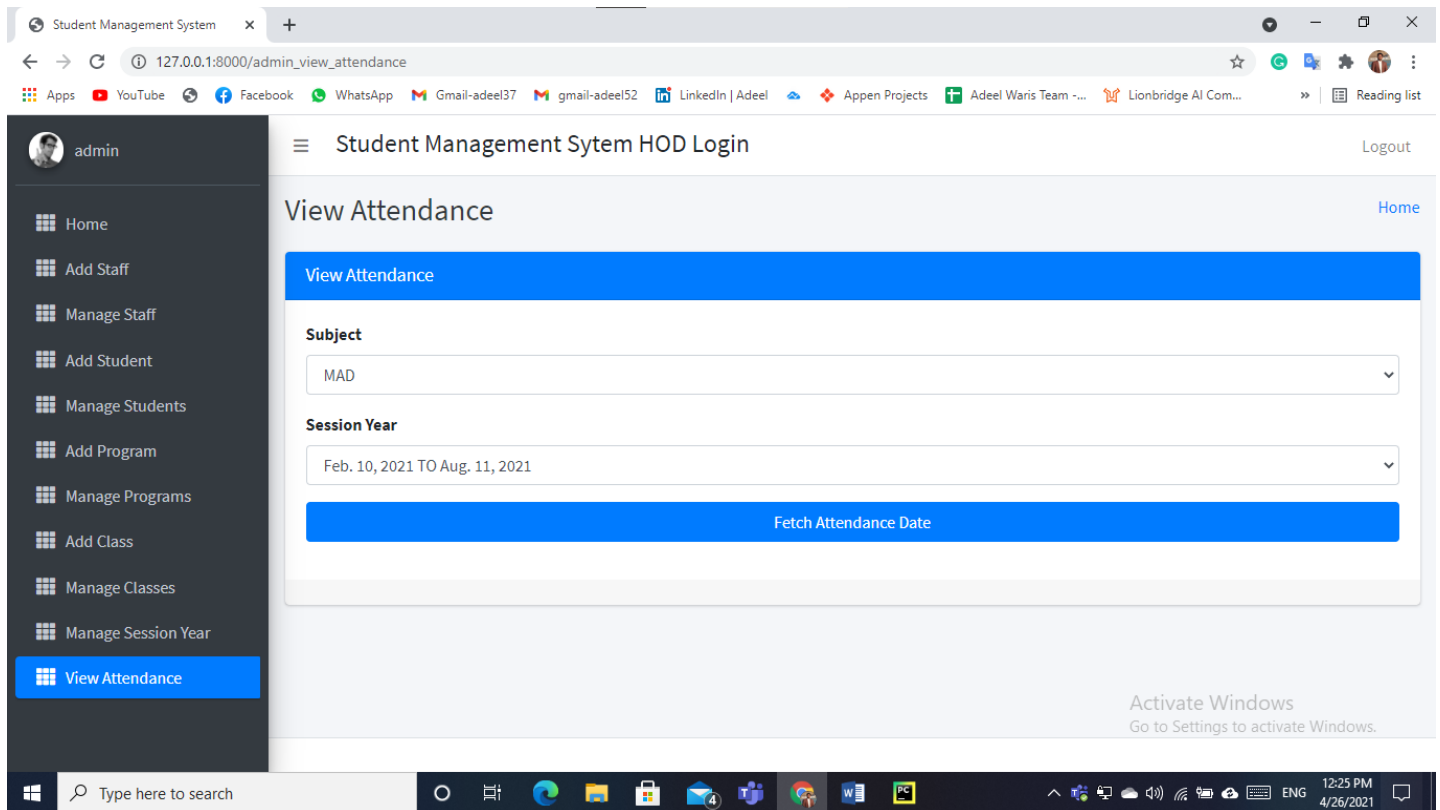 Student Management System
127.0.0.1:8000/admin_view_attendance
Apps YouTube Facebook WhatsApp Gmail-adeel37 gmail-adeel52 LinkedIn | Adeel Appen Projects Adeel Waris Team -... Lionbridge AI Com... » Reading list
admin
Student Management Sytem HOD Login
Logout
View Attendance
Home
Home
Add Staff
Manage Staff
Add Student
Manage Students
Add Program
Manage Programs
Add Class
Manage Classes
Manage Session Year
View Attendance
View Attendance
Subject
MAD
Session Year
Feb. 10, 2021 TO Aug. 11, 2021
Fetch Attendance Date
Activate Windows
Go to Settings to activate Windows.
Type here to search
4
ENG
12:25 PM
4/26/2021